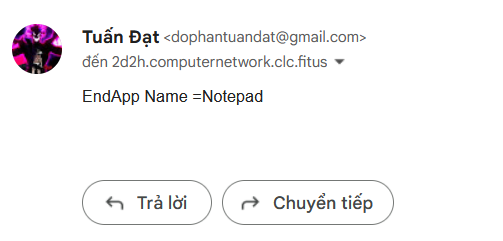 Tuấn Đạt <dophantuandat@gmail.com>
đến 2d2h.computernetwork.clc.fitus
EndApp Name =Notepad
Trả lời Chuyển tiếp